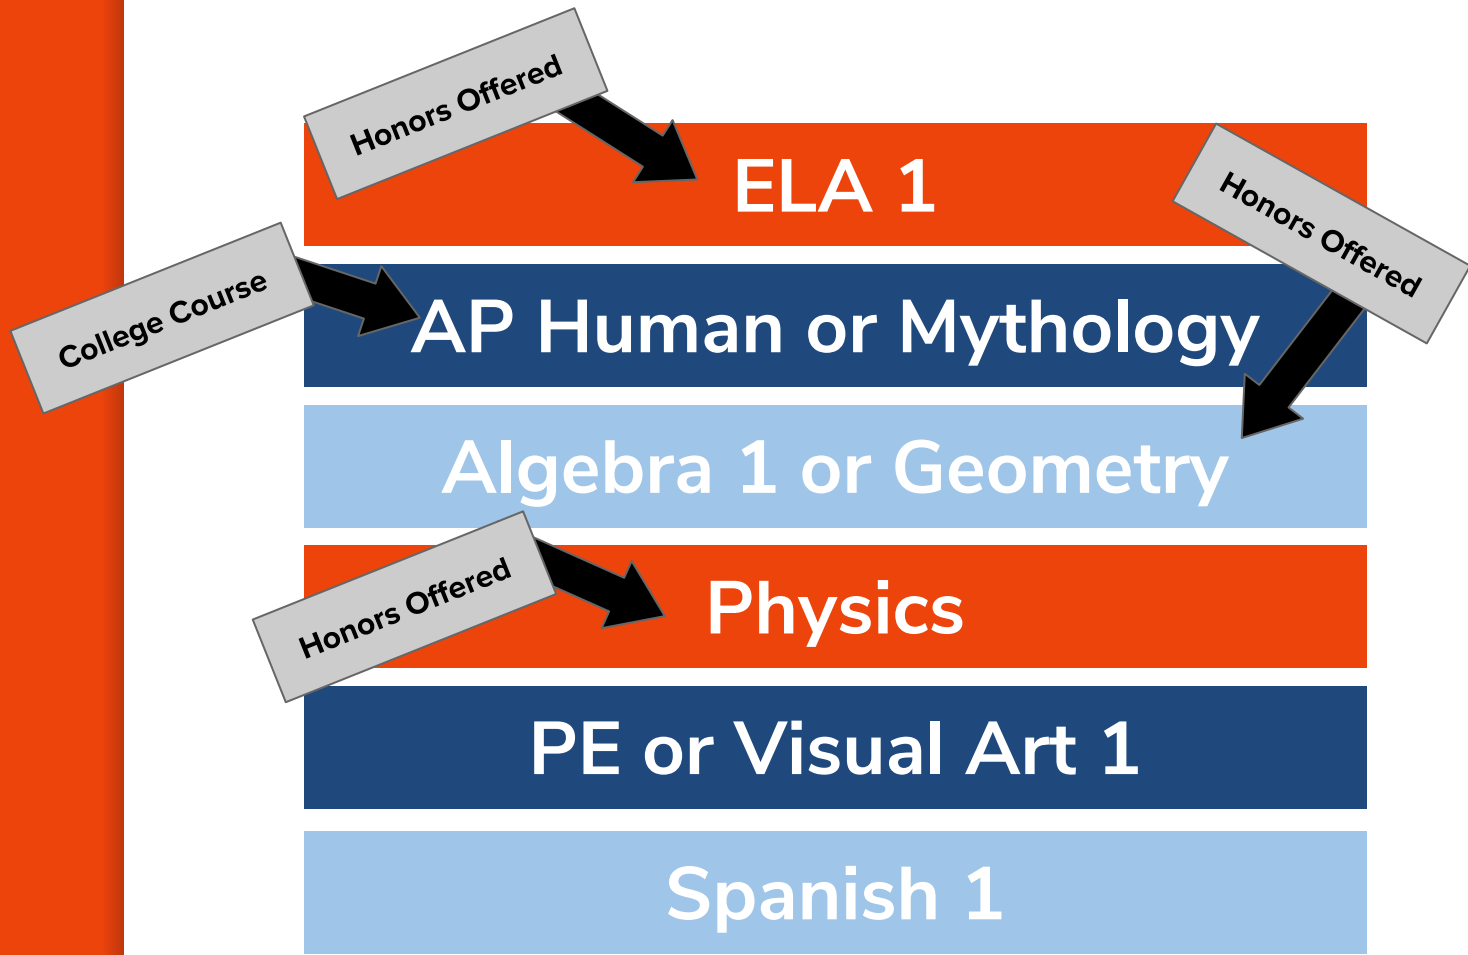 Honors Offered
ELA 1
Honors Offered
College Course
AP Human or Mythology
Algebra 1 or Geometry
Honors Offered
Physics
PE or Visual Art 1
Spanish 1